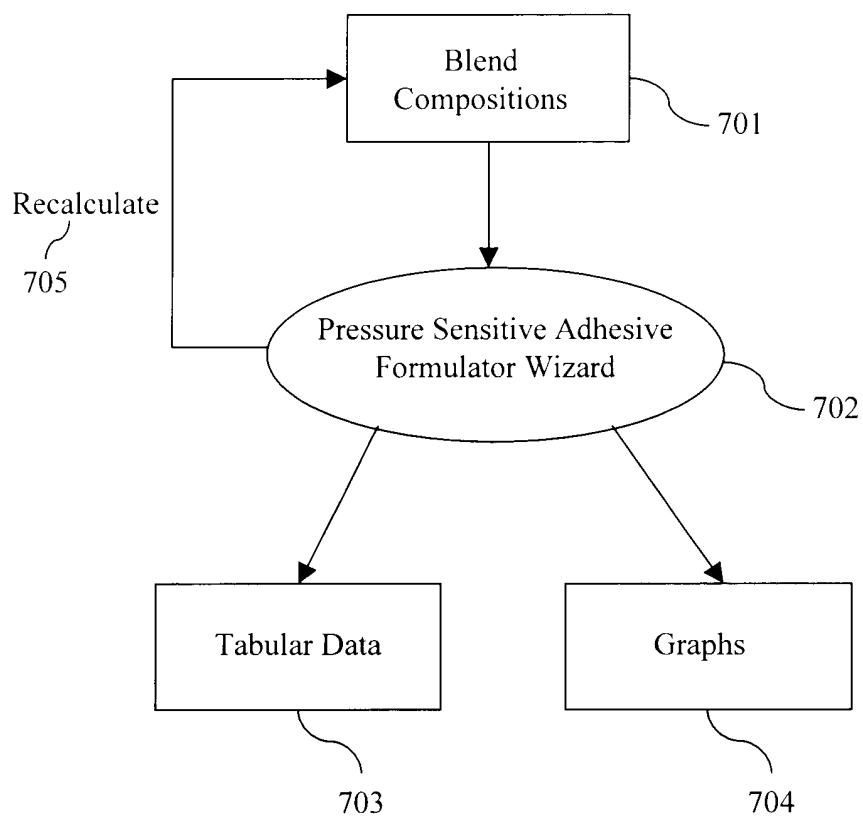 Blend
Compositions
701
Recalculate
705
Pressure Sensitive Adhesive
Formulator Wizard
702
Tabular Data
Graphs
703
704